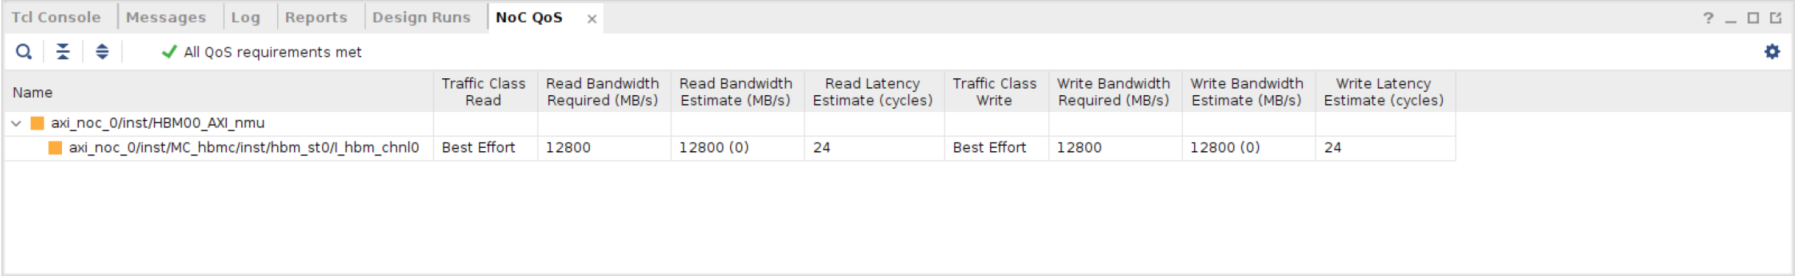 Tcl Console Messages Log Reports Design Runs NoC QoS × ?
All QoS requirements met
Name Traffic Class Read Read Bandwidth Required (MB/s) Read Bandwidth Estimate (MB/s) Read Latency Estimate (cycles) Traffic Class Write Write Bandwidth Required (MB/s) Write Bandwidth Estimate (MB/s) Write Latency Estimate (cycles)
axi_noc_0/inst/HBM00_AXI_nmu
axi_noc_0/inst/MC_hbmc/inst/hbm_st0/I_hbm_chnl0 Best Effort 12800 12800 (0) 24 Best Effort 12800 12800 (0) 24